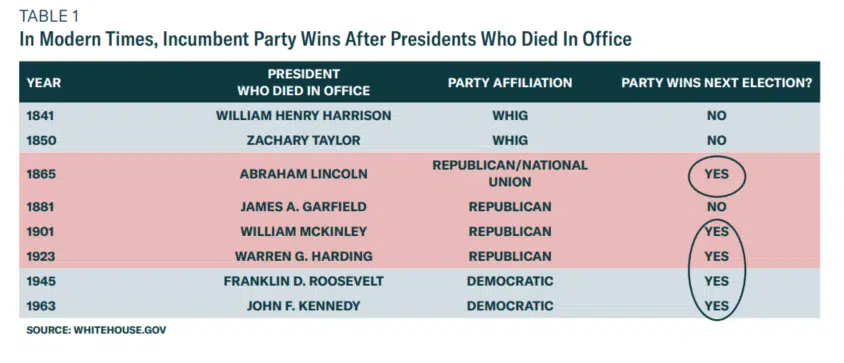 TABLE 1
In Modern Times, Incumbent Party Wins After Presidents Who Died In Office
YEAR PRESIDENT WHO DIED IN OFFICE PARTY AFFILIATION PARTY WINS NEXT ELECTION?
1841 WILLIAM HENRY HARRISON WHIG NO
1850 ZACHARY TAYLOR WHIG NO
1865 ABRAHAM LINCOLN REPUBLICAN/NATIONAL UNION YES
1881 JAMES A. GARFIELD REPUBLICAN NO
1901 WILLIAM MCKINLEY REPUBLICAN YES
1923 WARREN G. HARDING REPUBLICAN YES
1945 FRANKLIN D. ROOSEVELT DEMOCRATIC YES
1963 JOHN F. KENNEDY DEMOCRATIC YES
SOURCE: WHITEHOUSE.GOV